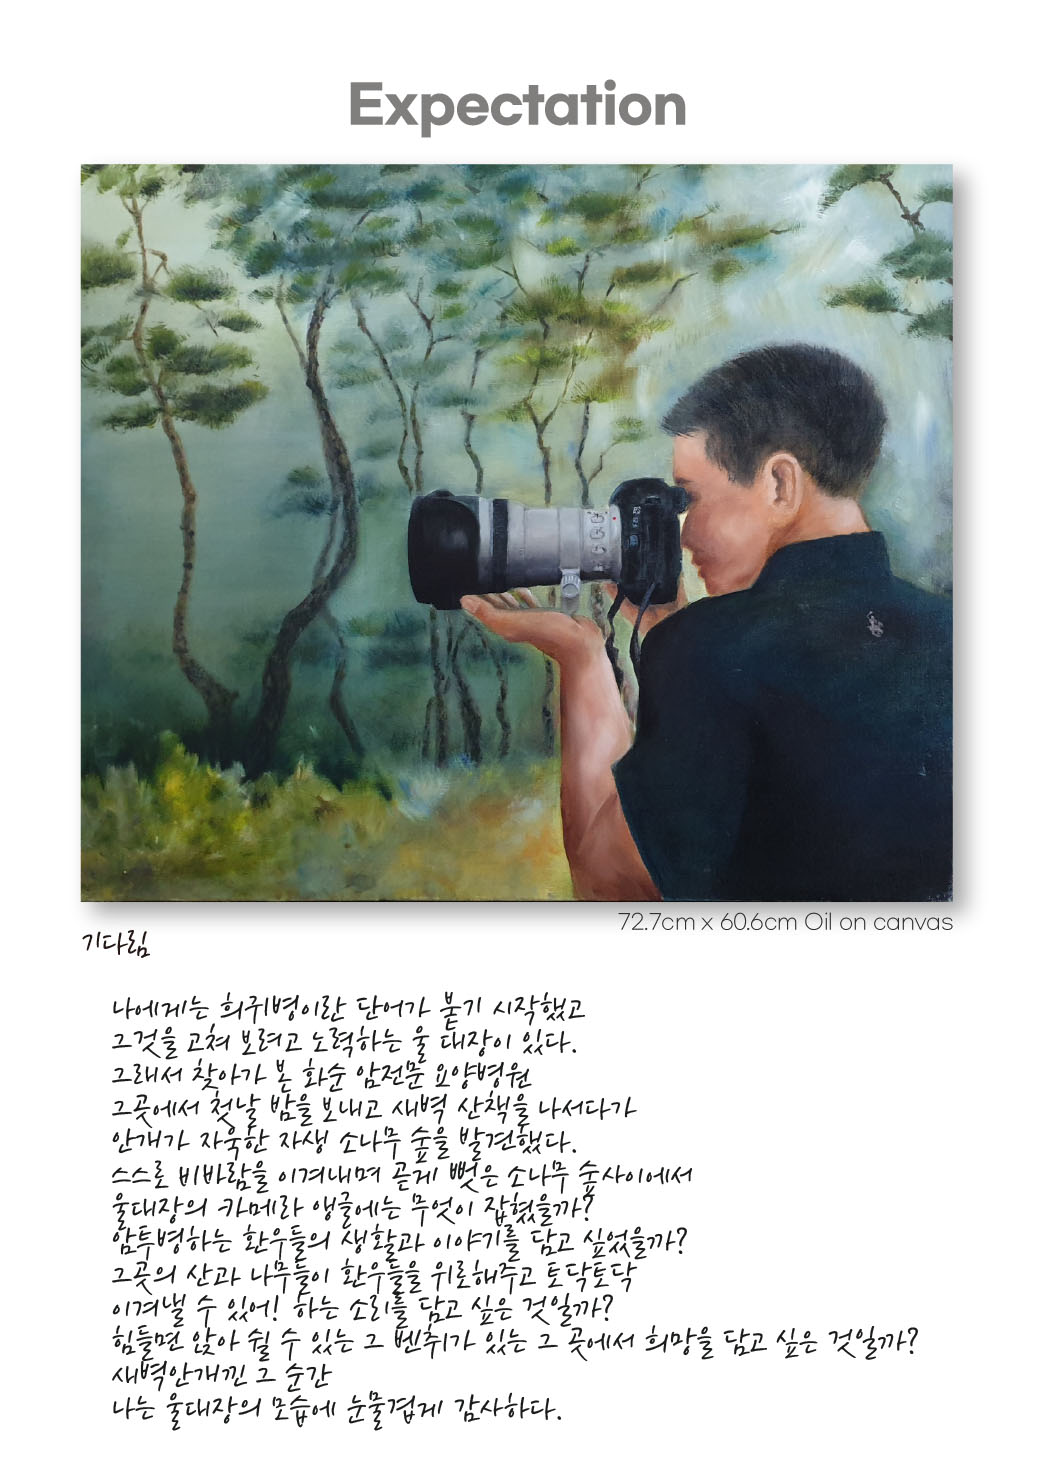 Expectation
72.7cm x 60.6cm Oil on canvas
기다림
나에게는 희귀병이란 단어가 붙기 시작했고
그것을 고쳐 보려고 노력하는 울 대장이 있다.
그래서 찾아가 본 화순 암전문 요양병원
그곳에서 첫날 밤을 보내고 새벽 산책을 나서다가
안개가 자욱한 자생 소나무 숲을 발견했다.
스스로 비바람을 이겨내며 곧게 뻗은 소나무 숲사이에서
울대장의 카메라 앵글에는 무엇이 잡혔을까?
암투병하는 환우들의 생활과 이야기를 담고 싶었을까?
그곳의 산과 나무들이 환우들을 위로해주고 토닥토닥
이겨낼 수 있어! 하는 소리를 담고 싶은 것일까?
힘들면 앉아 쉴 수 있는 그 벤취가 있는 그 곳에서 희망을 담고 싶은 것일까?
새벽안개낀 그 순간
나는 울대장의 모습에 눈물겹게 감사하다.